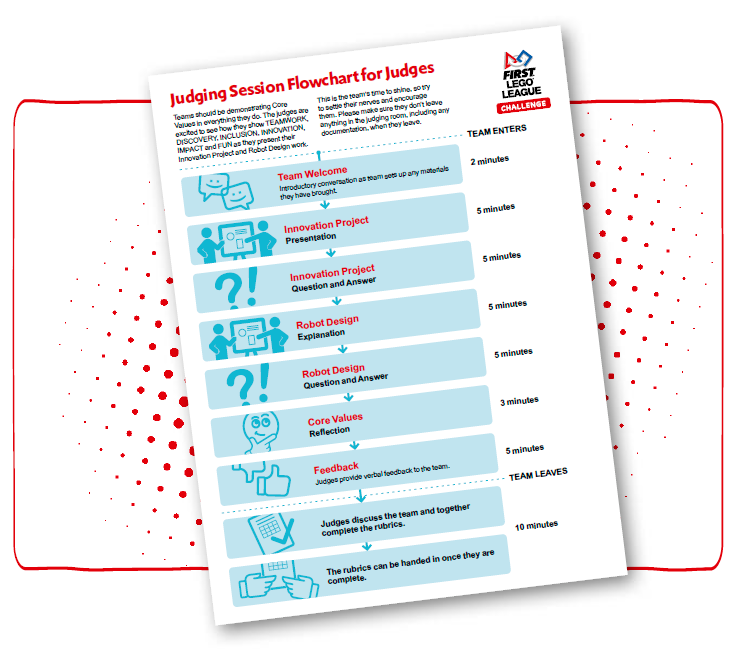 Judging Session Flowchart for Judges
FIRST
LEGO
LEAGUE
CHALLENGE
Teams should be demonstrating Core
Values in everything they do. The judges are
excited to see how they show TEAMWORK,
DISCOVERY, INCLUSION, INNOVATION,
IMPACT and FUN as they present their
Innovation Project and Robot Design work.
This is the team's time to shine, so try
to settle their nerves and encourage
them. Please make sure they don't leave
anything in the judging room, including any
documentation, when they leave.
TEAM ENTERS
Team Welcome
Introductory conversation as team sets up any materials
they have brought.
2 minutes
Innovation Project
Presentation
5 minutes
Innovation Project
Question and Answer
5 minutes
Robot Design
Explanation
5 minutes
Robot Design
Question and Answer
5 minutes
Core Values
Reflection
3 minutes
Feedback
Judges provide verbal feedback to the team.
5 minutes
TEAM LEAVES
Judges discuss the team and together
complete the rubrics.
10 minutes
The rubrics can be handed in once they are
complete.